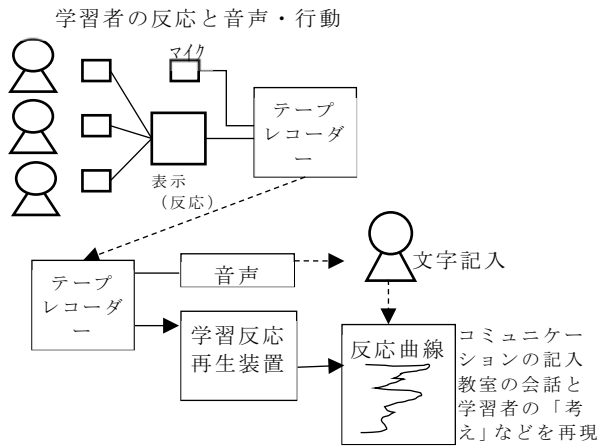 学習者の反応と音声・行動
マイク
テープ
レコーダ
ー
表示
（反応）
テープ
レコーダ
ー
音声
文字記入
学習反応
再生装置
反応曲線
コミュニケー
ションの記入
教室の会話と
学習者の「考
え」などを再現